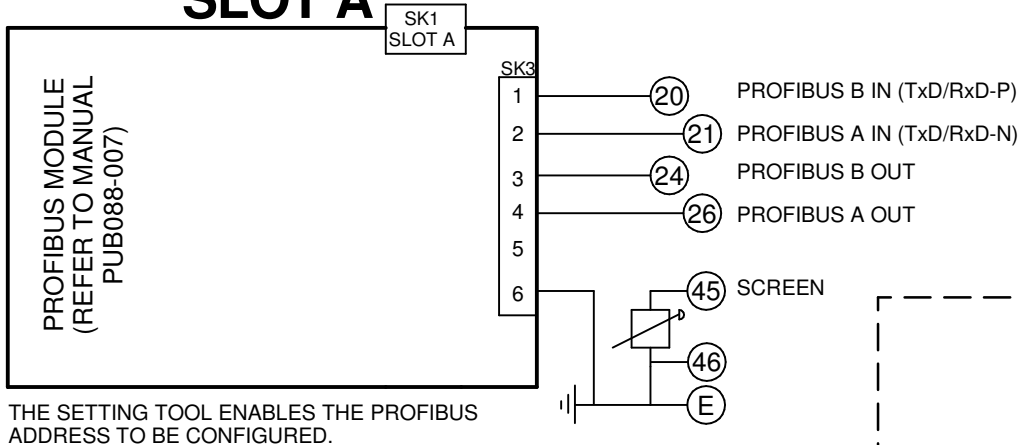 SLOT A
SK1
SLOT A
PROFIBUS MODULE
(REFER TO MANUAL
PUB088-007)
SK3
1
20
PROFIBUS B IN (TxD/RxD-P)
2
21
PROFIBUS A IN (TxD/RxD-N)
3
24
PROFIBUS B OUT
4
26
PROFIBUS A OUT
5
6
45
SCREEN
46
E
THE SETTING TOOL ENABLES THE PROFIBUS
ADDRESS TO BE CONFIGURED.